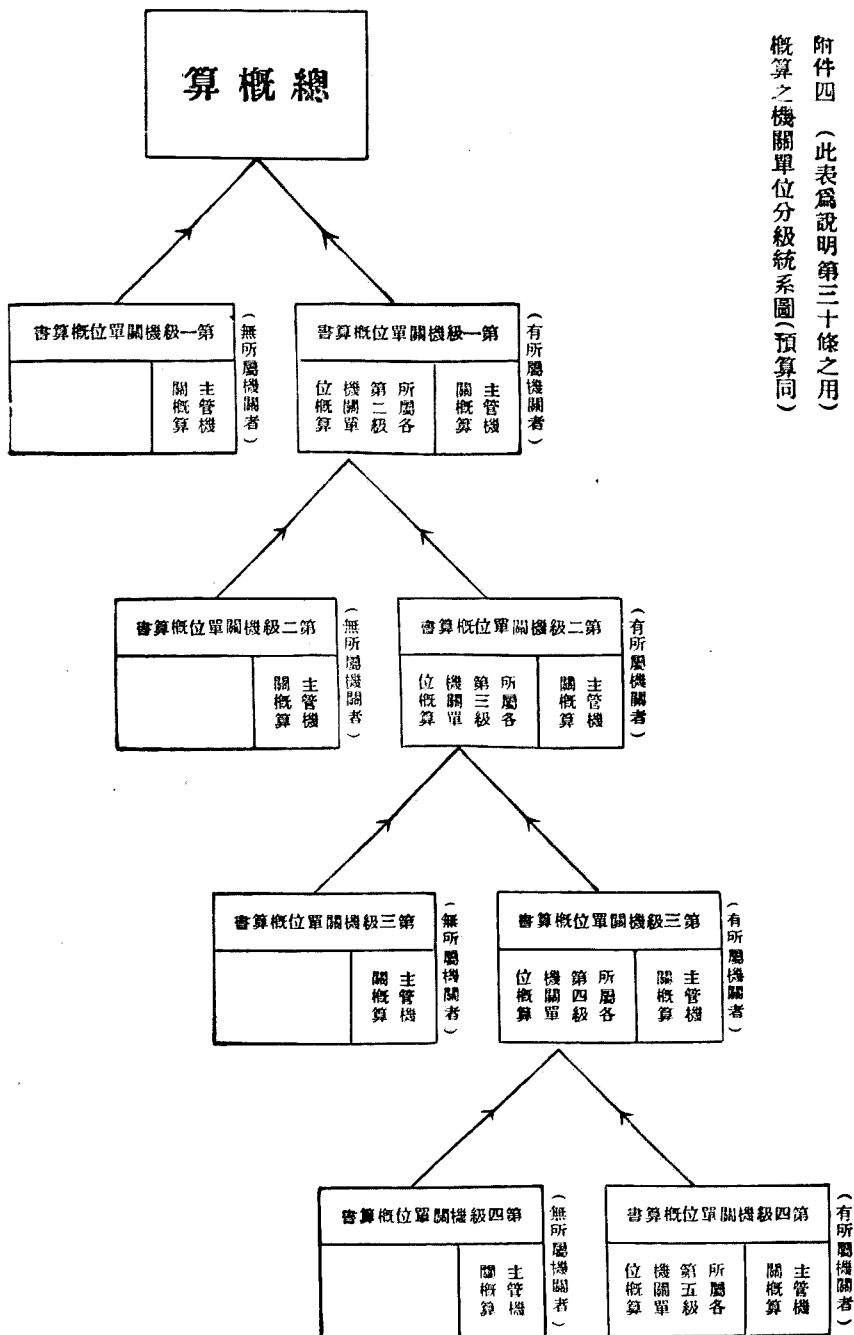 附件四　（此表爲說明第三十條之用）
概算之機關單位分級統系圖（預算同）
總概算
（有所屬機關者）
第一級機關單位概算書
主管機
關概算
所屬各
第二級
機關單
位概算
（無所屬機關者）
第一級機關單位概算書
主管機
關概算
（有所屬機關者）
第二級機關單位概算書
主管機
關概算
所屬各
第三級
機關單
位概算
（無所屬機關者）
第二級機關單位概算書
主管機
關概算
（有所屬機關者）
第三級機關單位概算書
主管機
關概算
所屬各
第四級
機關單
位概算
（無所屬機關者）
第三級機關單位概算書
主管機
關概算
（有所屬機關者）
第四級機關單位概算書
主管機
關概算
所屬各
第五級
機關單
位概算
（無所屬機關者）
第四級機關單位概算書
主管機
關概算